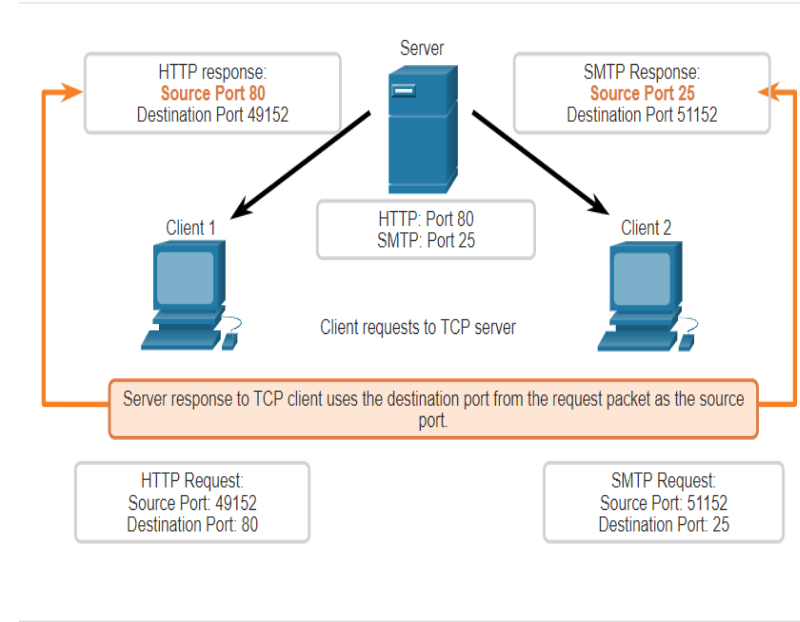 Server
HTTP response:
Source Port 80
Destination Port 49152
SMTP Response:
Source Port 25
Destination Port 51152
HTTP: Port 80
SMTP: Port 25
Client 1
Client 2
Client requests to TCP server
Server response to TCP client uses the destination port from the request packet as the source
port.
HTTP Request:
Source Port: 49152
Destination Port: 80
SMTP Request:
Source Port: 51152
Destination Port: 25